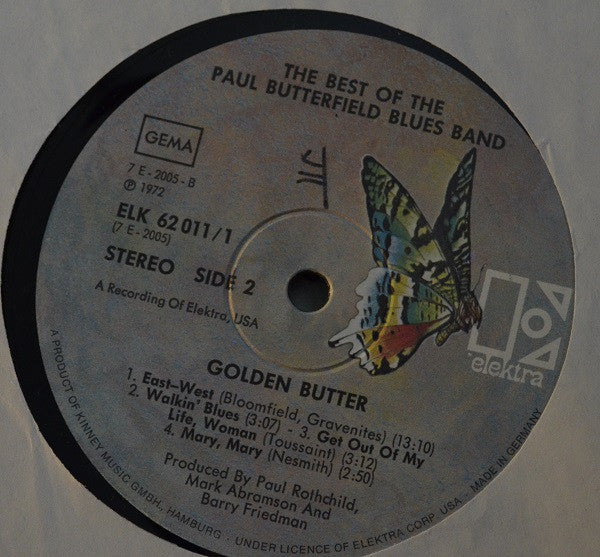 THE BEST OF THE
PAUL BUTTERFIELD BLUES BAND
GEMA
7 E - 2005 - B
℗ 1972
ELK 62 011/1
(7 E - 2005)
STEREO SIDE 2
A Recording Of Elektra, USA
elektra
GOLDEN BUTTER
1. East–West (Bloomfield, Gravenites) (13:10)
2. Walkin' Blues (3:07) - 3. Get Out Of My
Life, Woman (Toussaint) (3:12)
4. Mary, Mary (Nesmith) (2:50)
Produced By Paul Rothchild,
Mark Abramson And
Barry Friedman
A PRODUCT OF KINNEY MUSIC GMBH., HAMBURG · UNDER LICENCE OF ELEKTRA CORP. USA · MADE IN GERMANY